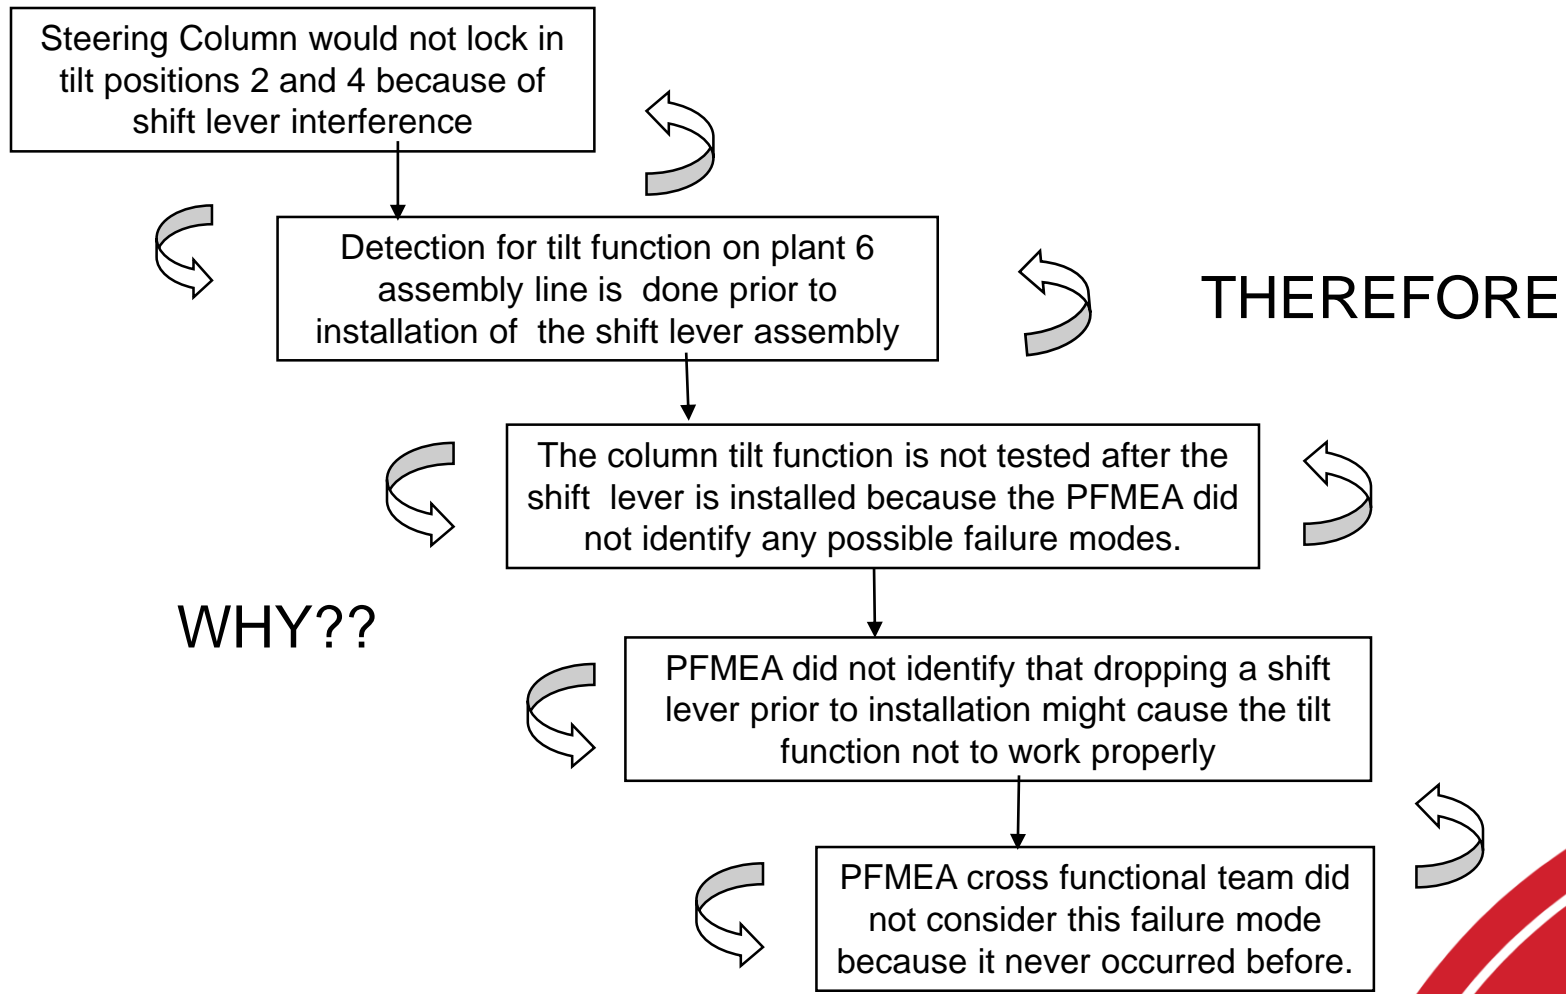 Steering Column would not lock in
tilt positions 2 and 4 because of
shift lever interference
Detection for tilt function on plant 6
assembly line is  done prior to
installation of  the shift lever assembly
THEREFORE
The column tilt function is not tested after the
shift  lever is installed because the PFMEA did
not identify any possible failure modes.
WHY??
PFMEA did not identify that dropping a shift
lever prior to installation might cause the tilt
function not to work properly
PFMEA cross functional team did
not consider this failure mode
because it never occurred before.